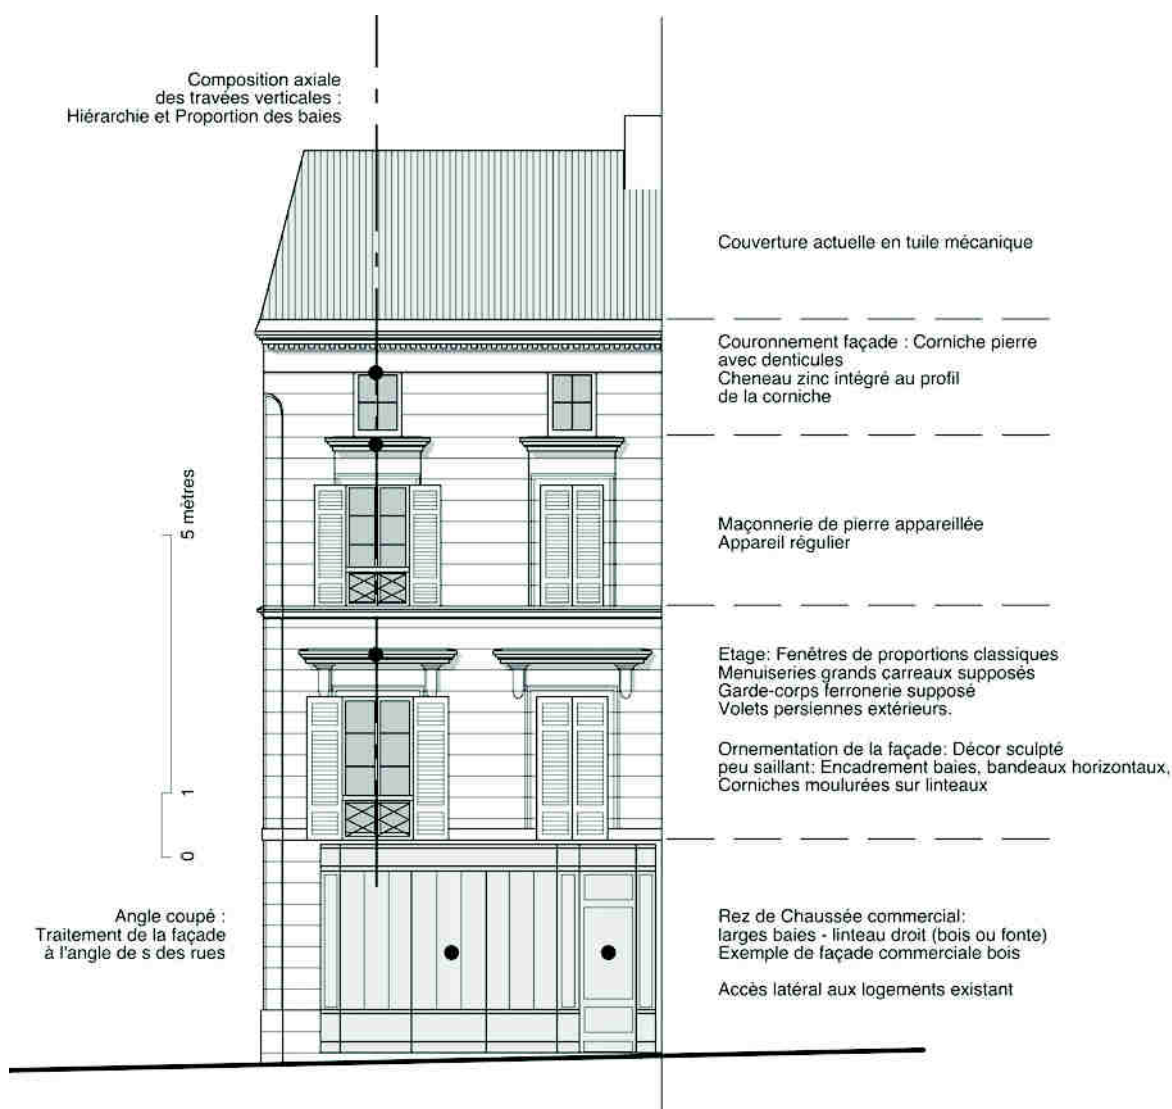 Composition axiale
des travées verticales :
Hiérarchie et Proportion des baies
Couverture actuelle en tuile mécanique
Couronnement façade : Corniche pierre
avec denticules
Cheneau zinc intégré au profil
de la corniche
5 mètres
Maçonnerie de pierre appareillée
Appareil régulier
Etage: Fenêtres de proportions classiques
Menuiseries grands carreaux supposés
Garde-corps ferronerie supposé
Volets persiennes extérieurs.
Ornementation de la façade: Décor sculpté
peu saillant: Encadrement baies, bandeaux horizontaux,
Corniches moulurées sur linteaux
1
0
Angle coupé :
Traitement de la façade
à l'angle de s des rues
Rez de Chaussée commercial:
larges baies - linteau droit (bois ou fonte)
Exemple de façade commerciale bois
Accès latéral aux logements existant